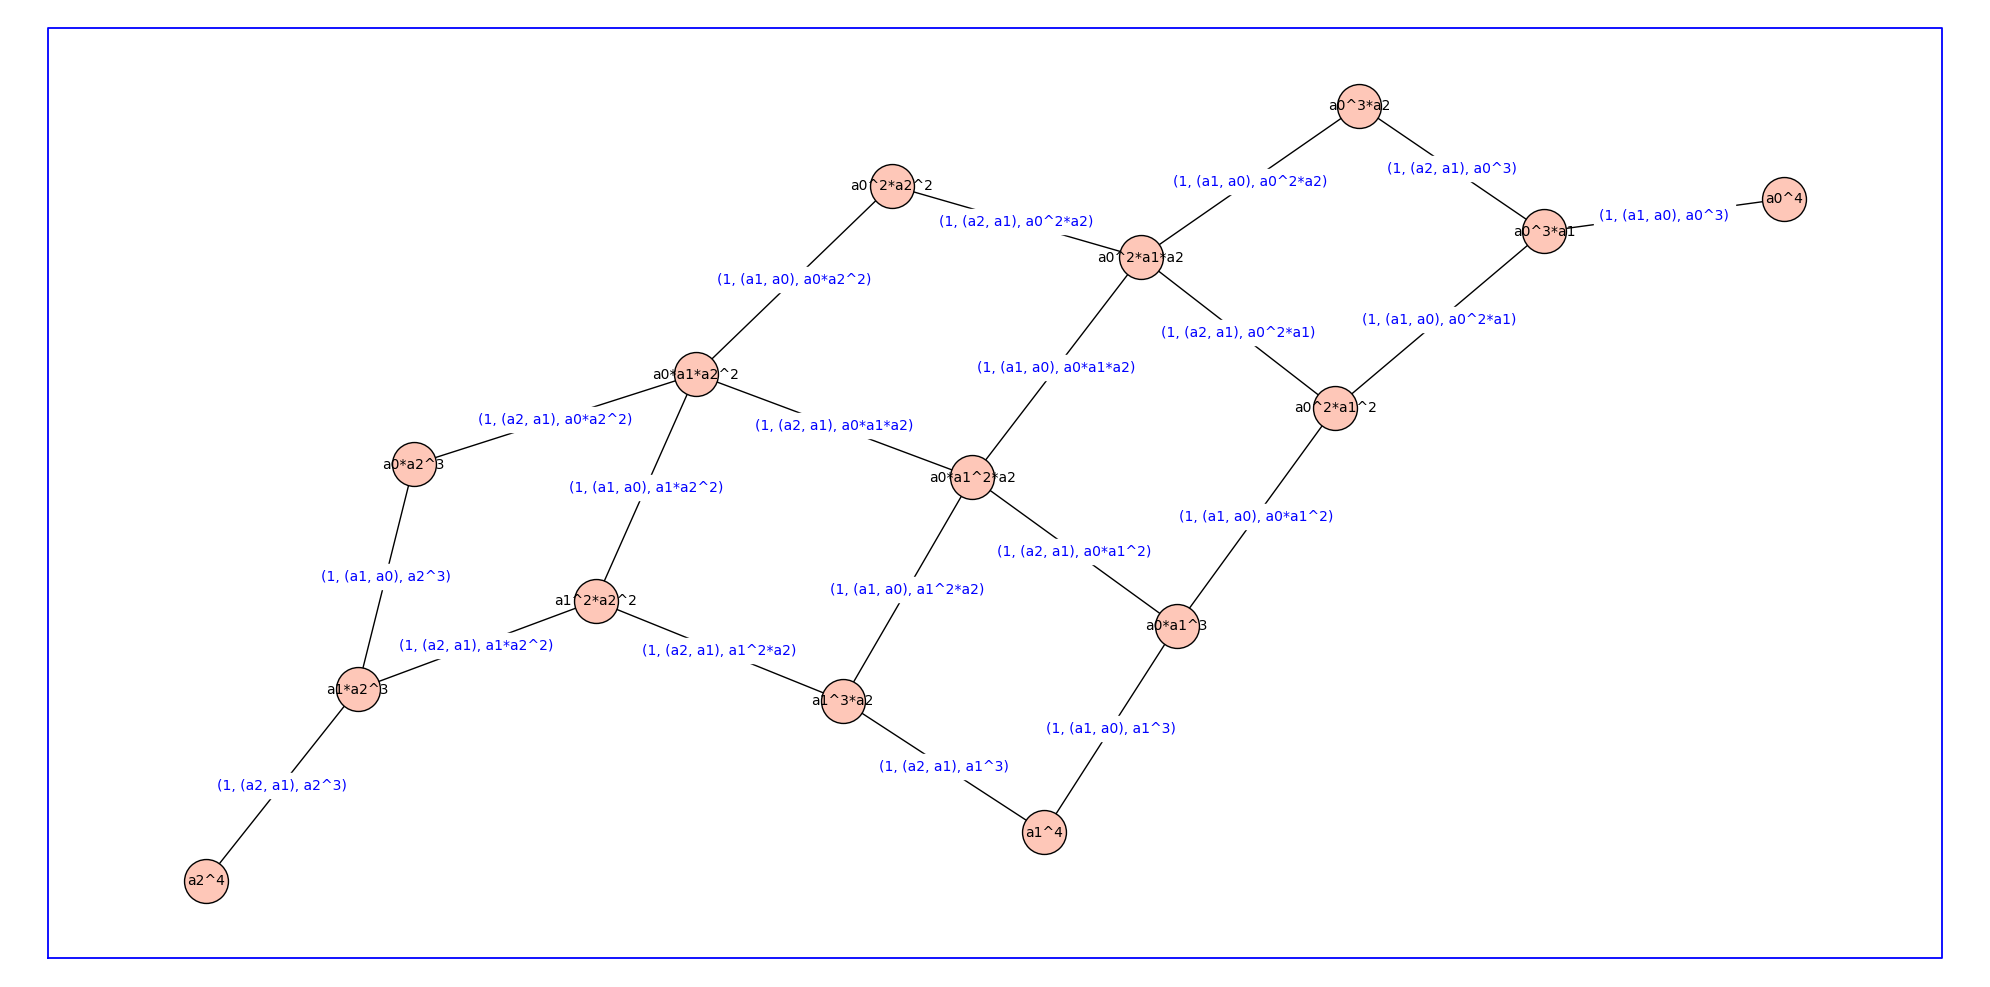 a0^3*a2
(1, (a2, a1), a0^3)
(1, (a1, a0), a0^2*a2)
a0^2*a2^2
a0^4
(1, (a1, a0), a0^3)
(1, (a2, a1), a0^2*a2)
a0^3*a1
a0^2*a1*a2
(1, (a1, a0), a0*a2^2)
(1, (a1, a0), a0^2*a1)
(1, (a2, a1), a0^2*a1)
(1, (a1, a0), a0*a1*a2)
a0*a1*a2^2
a0^2*a1^2
(1, (a2, a1), a0*a2^2)
(1, (a2, a1), a0*a1*a2)
a0*a2^3
a0*a1^2*a2
(1, (a1, a0), a1*a2^2)
(1, (a1, a0), a0*a1^2)
(1, (a2, a1), a0*a1^2)
(1, (a1, a0), a2^3)
(1, (a1, a0), a1^2*a2)
a1^2*a2^2
a0*a1^3
(1, (a2, a1), a1*a2^2)
(1, (a2, a1), a1^2*a2)
a1*a2^3
a1^3*a2
(1, (a1, a0), a1^3)
(1, (a2, a1), a1^3)
(1, (a2, a1), a2^3)
a1^4
a2^4